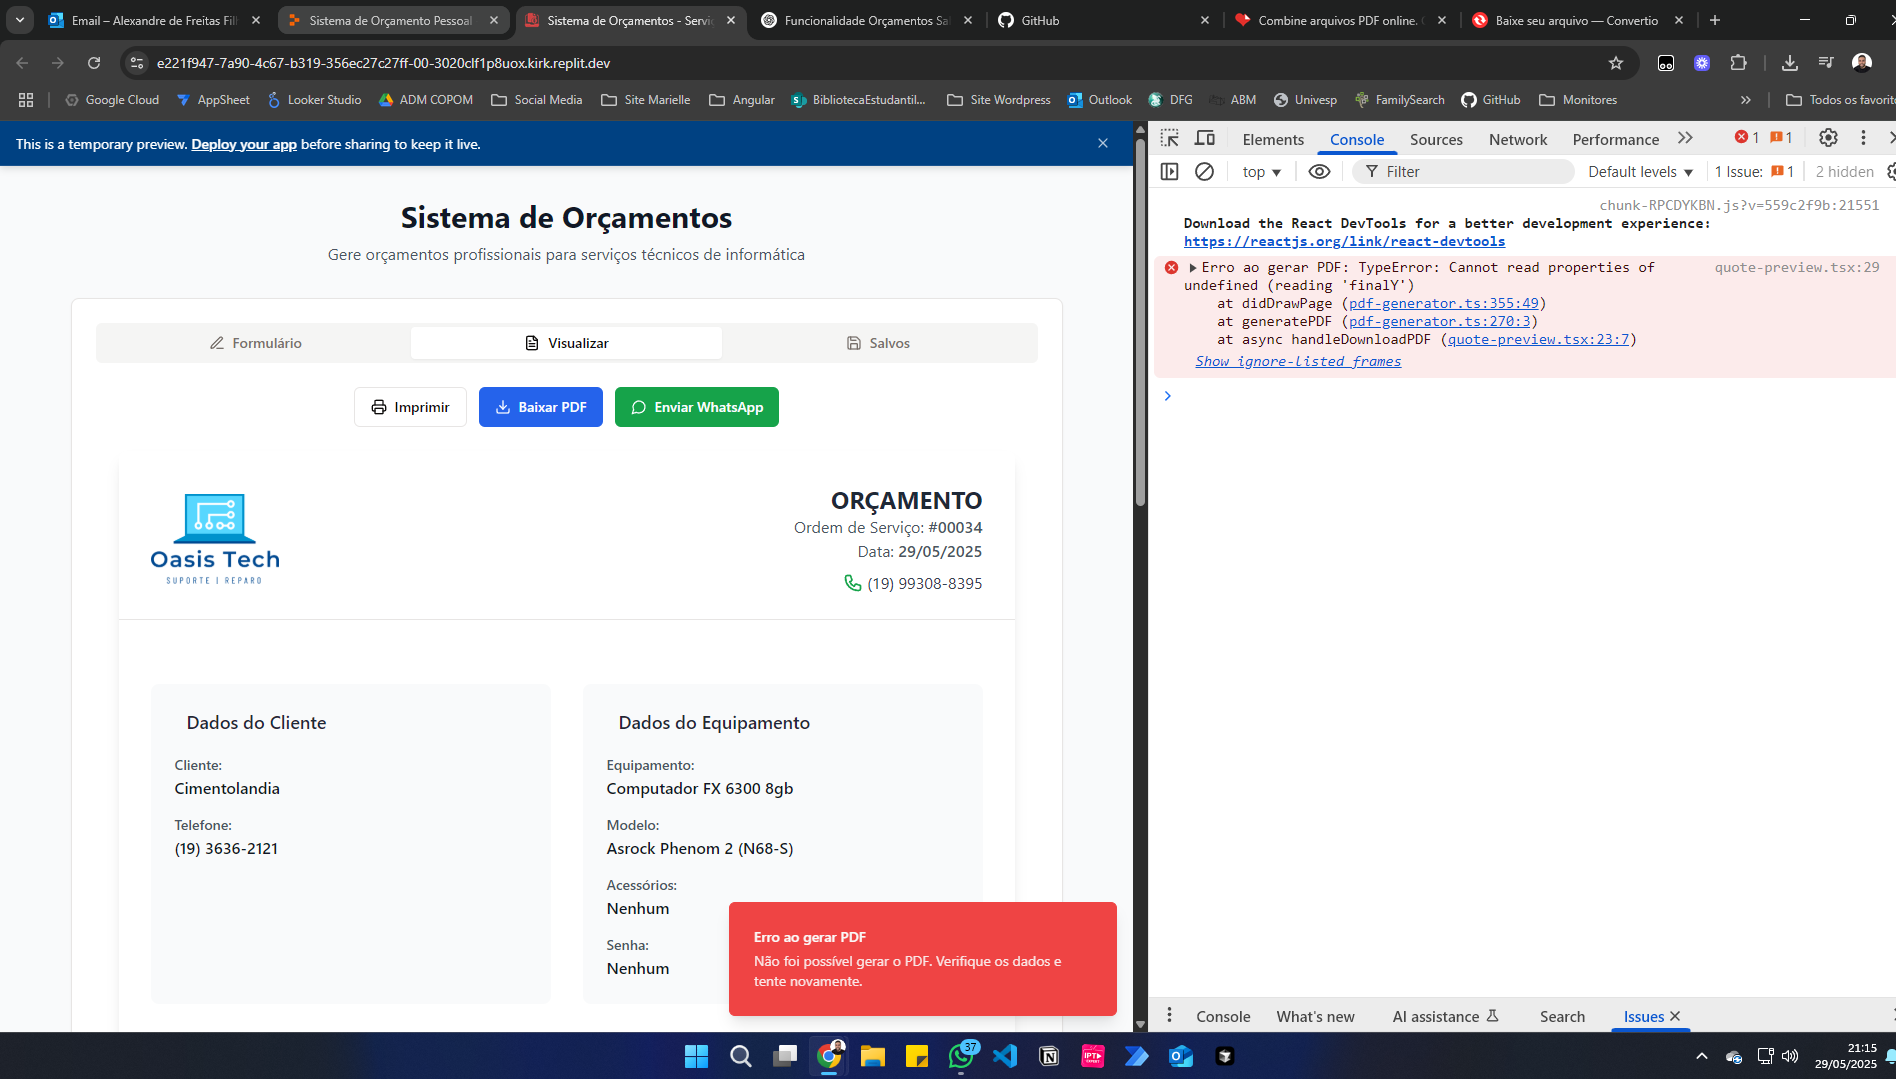 Email – Alexandre de Freitas Fil
Sistema de Orçamento Pessoal
Sistema de Orçamentos - Servi
Funcionalidade Orçamentos Sal
GitHub
Combine arquivos PDF online.
Baixe seu arquivo — Convertio
e221f947-7a90-4c67-b319-356ec27c27ff-00-3020clf1p8uox.kirk.replit.dev
Google Cloud
AppSheet
Looker Studio
ADM COPOM
Social Media
Site Marielle
Angular
BibliotecaEstudantil...
Site Wordpress
Outlook
DFG
ABM
Univesp
FamilySearch
GitHub
Monitores
»
Todos os favorit
This is a temporary preview. Deploy your app before sharing to keep it live.
Sistema de Orçamentos
Gere orçamentos profissionais para serviços técnicos de informática
Formulário
Visualizar
Salvos
Imprimir
Baixar PDF
Enviar WhatsApp
Oasis Tech
SUPORTE | REPARO
ORÇAMENTO
Ordem de Serviço: #00034
Data: 29/05/2025
(19) 99308-8395
Dados do Cliente
Cliente:
Cimentolandia
Telefone:
(19) 3636-2121
Dados do Equipamento
Equipamento:
Computador FX 6300 8gb
Modelo:
Asrock Phenom 2 (N68-S)
Acessórios:
Nenhum
Senha:
Nenhum
Erro ao gerar PDF
Não foi possível gerar o PDF. Verifique os dados e
tente novamente.
Elements
Console
Sources
Network
Performance
1
1
top
Filter
Default levels
1 Issue: 1
2 hidden
chunk-RPCDYKBN.js?v=559c2f9b:21551
Download the React DevTools for a better development experience:
https://reactjs.org/link/react-devtools
Erro ao gerar PDF: TypeError: Cannot read properties of
quote-preview.tsx:29
undefined (reading 'finalY')
at didDrawPage (pdf-generator.ts:355:49)
at generatePDF (pdf-generator.ts:270:3)
at async handleDownloadPDF (quote-preview.tsx:23:7)
Show ignore-listed frames
Console
What's new
AI assistance
Search
Issues
37
21:15
29/05/2025